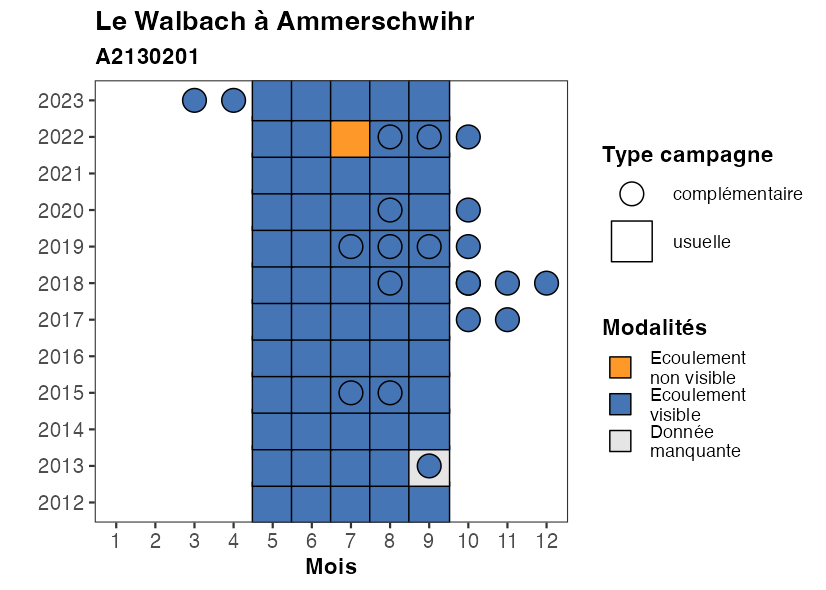 Le Walbach à Ammerschwihr
A2130201
2023
2022
2021
2020
2019
2018
2017
2016
2015
2014
2013
2012
1 2 3 4 5 6 7 8 9 10 11 12
Mois
Type campagne
complémentaire
usuelle
Modalités
Ecoulement
non visible
Ecoulement
visible
Donnée
manquante